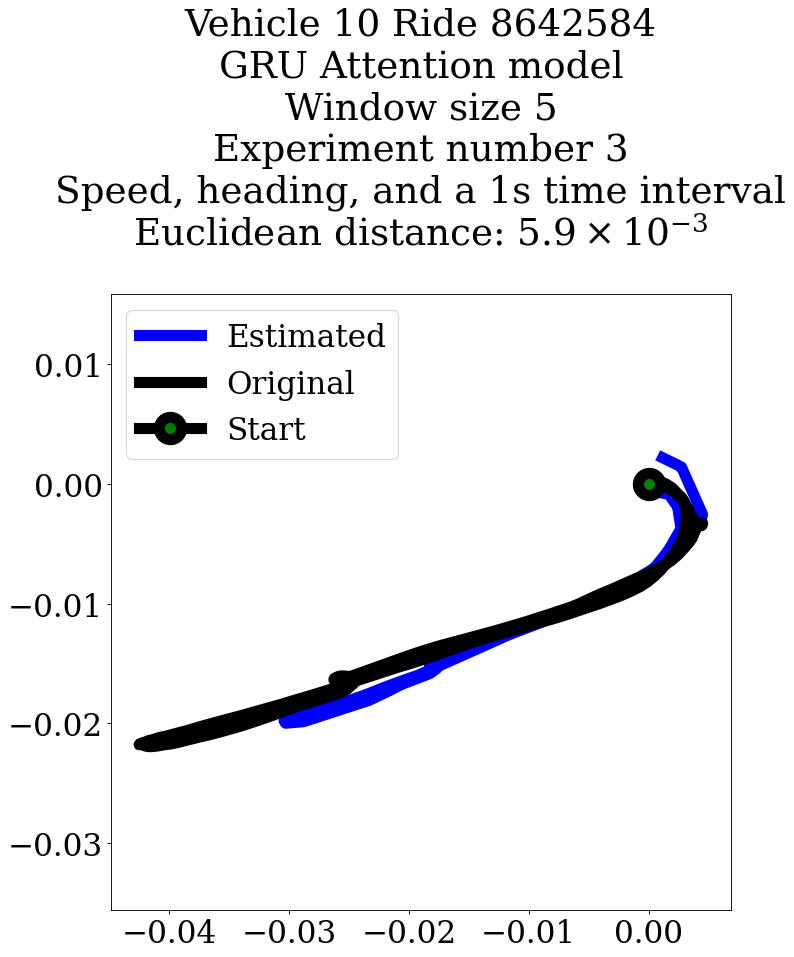 Vehicle 10 Ride 8642584
GRU Attention model
Window size 5
Experiment number 3
Speed, heading, and a 1s time interval
Euclidean distance: 5.9 × 10⁻³
Estimated
Original
Start
0.01
0.00
−0.01
−0.02
−0.03
−0.04 −0.03 −0.02 −0.01 0.00